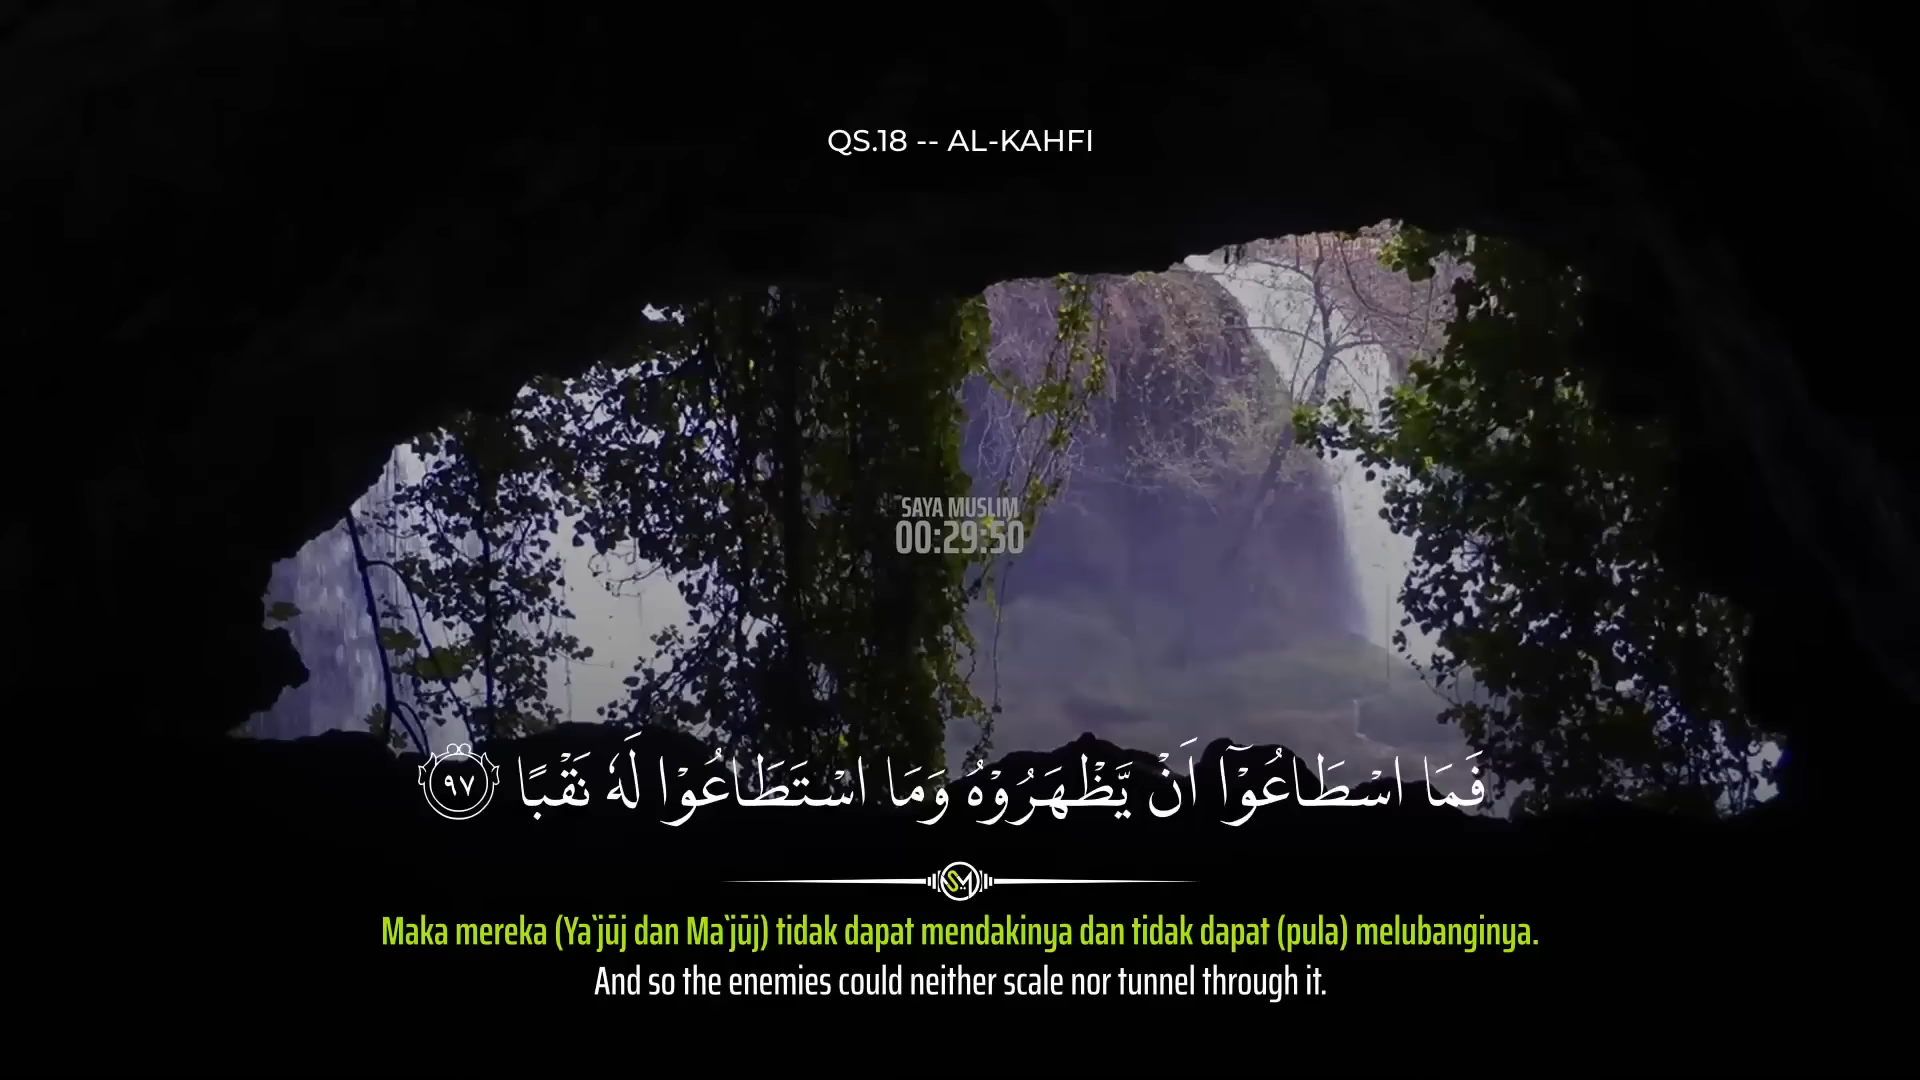 QS.18 -- AL-KAHFI
SAYA MUSLIM
00:29:50
فَمَا اسْطَاعُوْٓا اَنْ يَّظْهَرُوْهُ وَمَا اسْتَطَاعُوْا لَهٗ نَقْبًا ٩٧
SM
Maka mereka (Ya`jūj dan Ma`jūj) tidak dapat mendakinya dan tidak dapat (pula) melubanginya.
And so the enemies could neither scale nor tunnel through it.